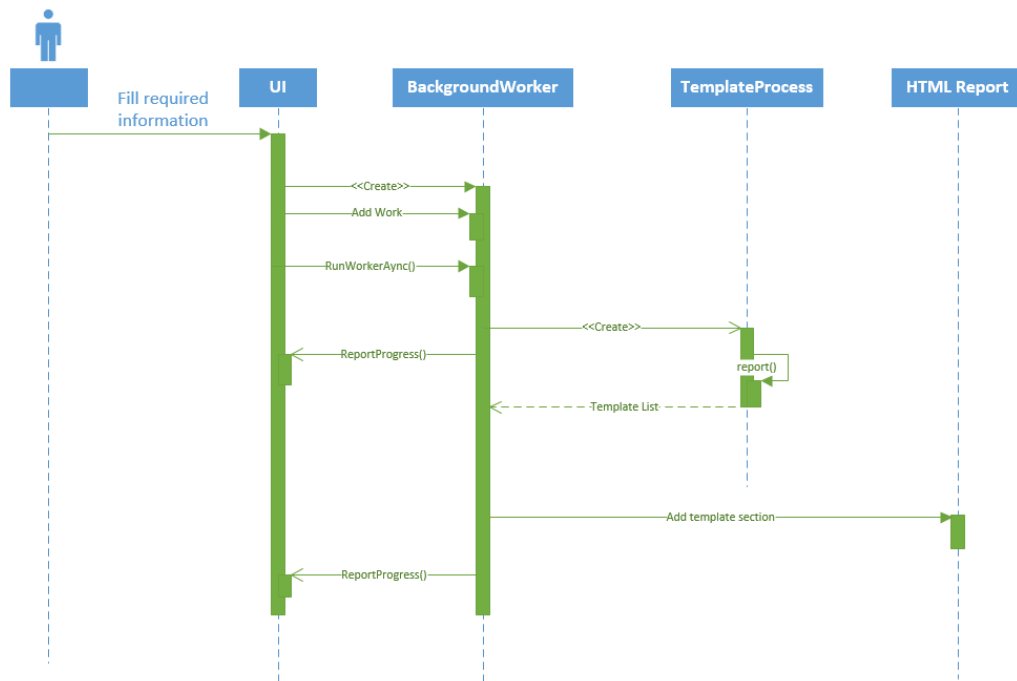 UI
BackgroundWorker
TemplateProcess
HTML Report
Fill required
information
<<Create>>
Add Work
RunWorkerAync()
<<Create>>
ReportProgress()
report()
Template List
Add template section
ReportProgress()